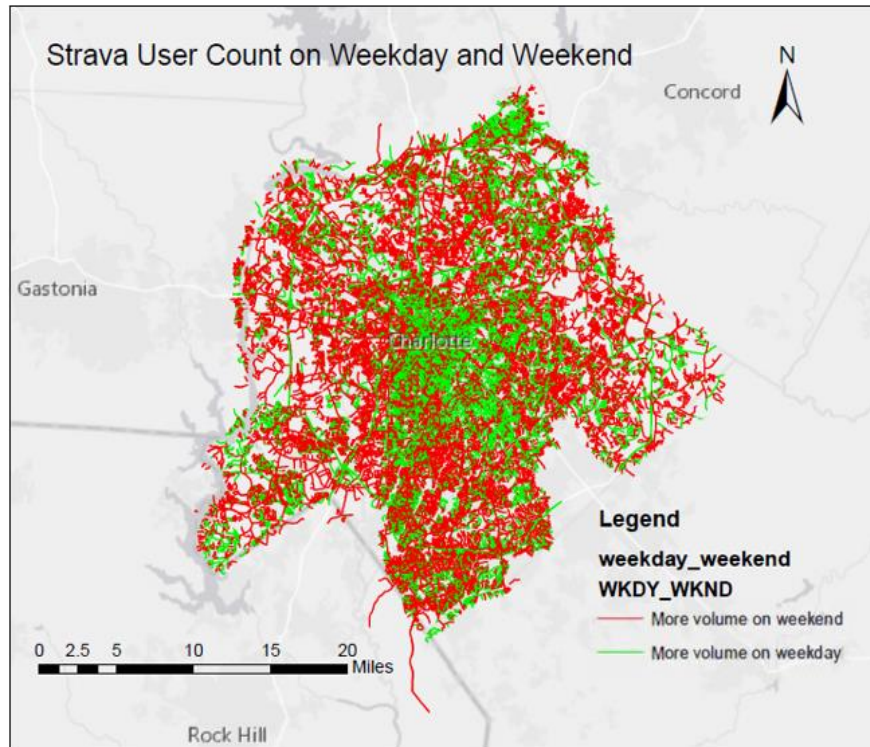 Strava User Count on Weekday and Weekend
N
Concord
Gastonia
Charlotte
Legend
weekday_weekend
WKDY_WKND
More volume on weekend
More volume on weekday
0 2.5 5 10 15 20
Miles
Rock Hill